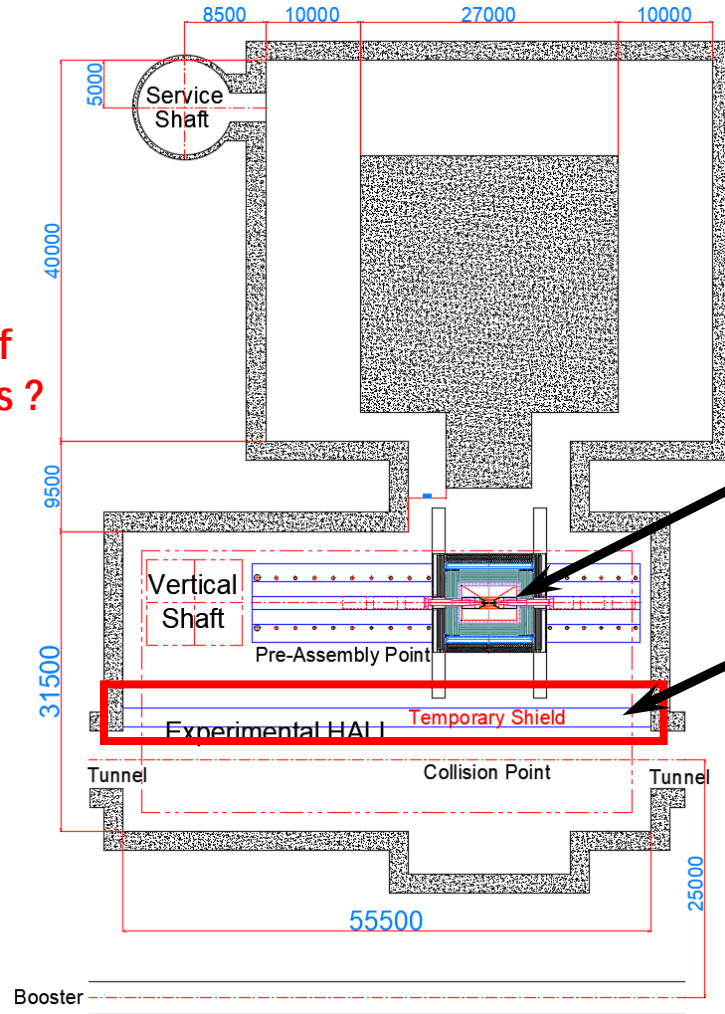 8500
10000
27000
10000
5000
Service
Shaft
40000
f
s ?
9500
Vertical
Shaft
Pre-Assembly Point
31500
Temporary Shield
Experimental HALL
Tunnel
Collision Point
Tunnel
25000
55500
Booster